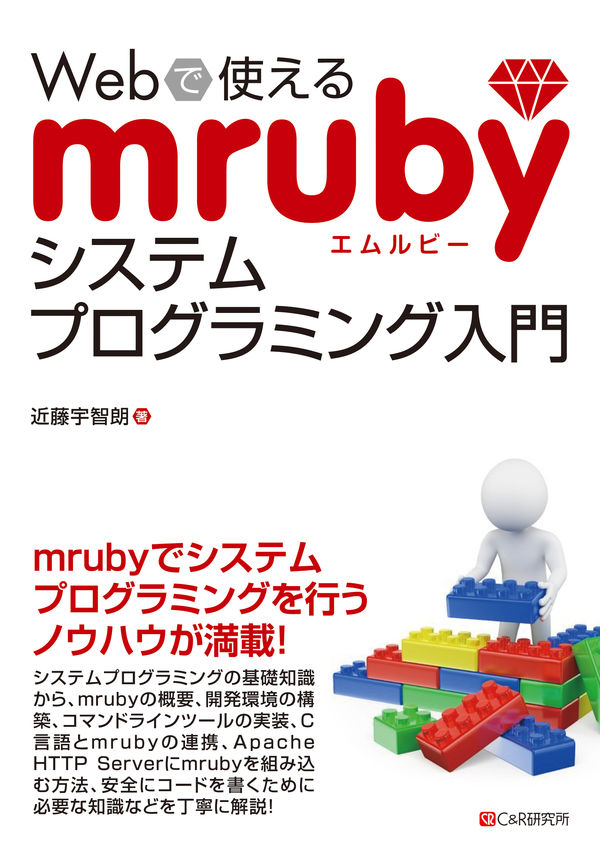 Webで使える
mruby
エムルビー
システム
プログラミング入門
近藤宇智朗 著
mrubyでシステム
プログラミングを行う
ノウハウが満載!
システムプログラミングの基礎知識
から、mrubyの概要、開発環境の構
築、コマンドラインツールの実装、C
言語とmrubyの連携、Apache
HTTP Serverにmrubyを組み込
む方法、安全にコードを書くために
必要な知識などを丁寧に解説!
CR C&R研究所